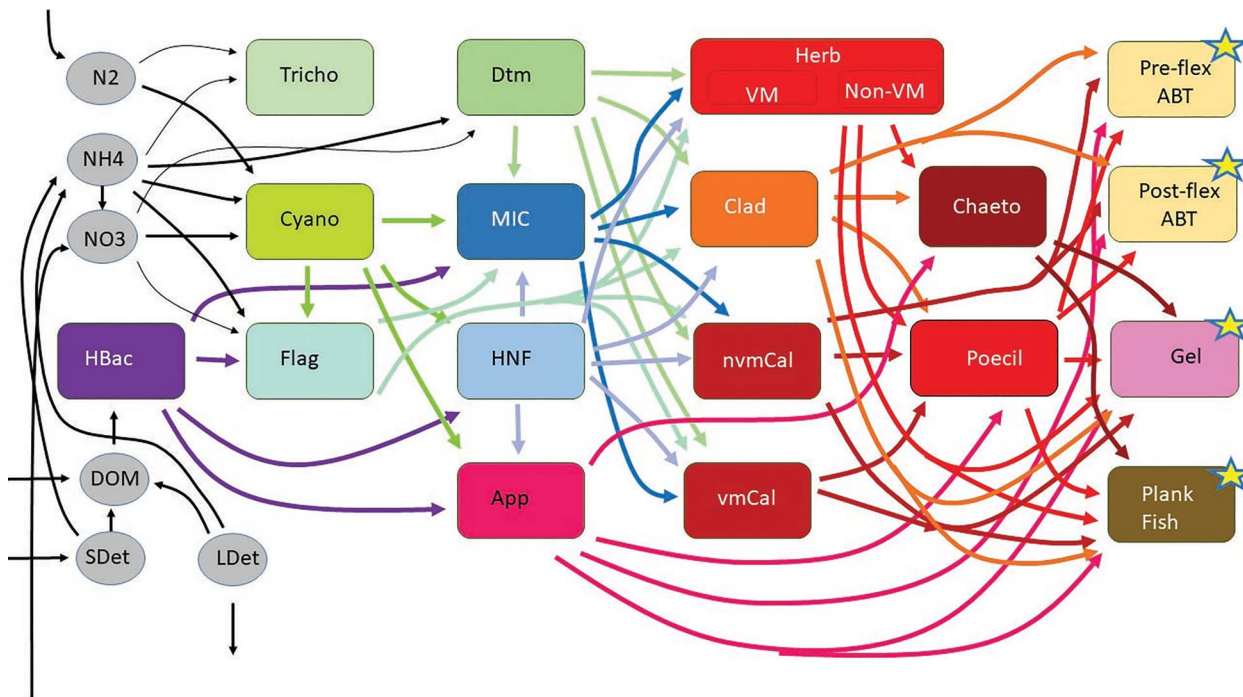 N2
Tricho
Dtm
Herb
VM
Non-VM
Pre-flex
ABT
NH4
NO3
Cyano
MIC
Clad
Chaeto
Post-flex
ABT
HBac
Flag
HNF
nvmCal
Poecil
Gel
DOM
App
vmCal
Plank
Fish
SDet
LDet